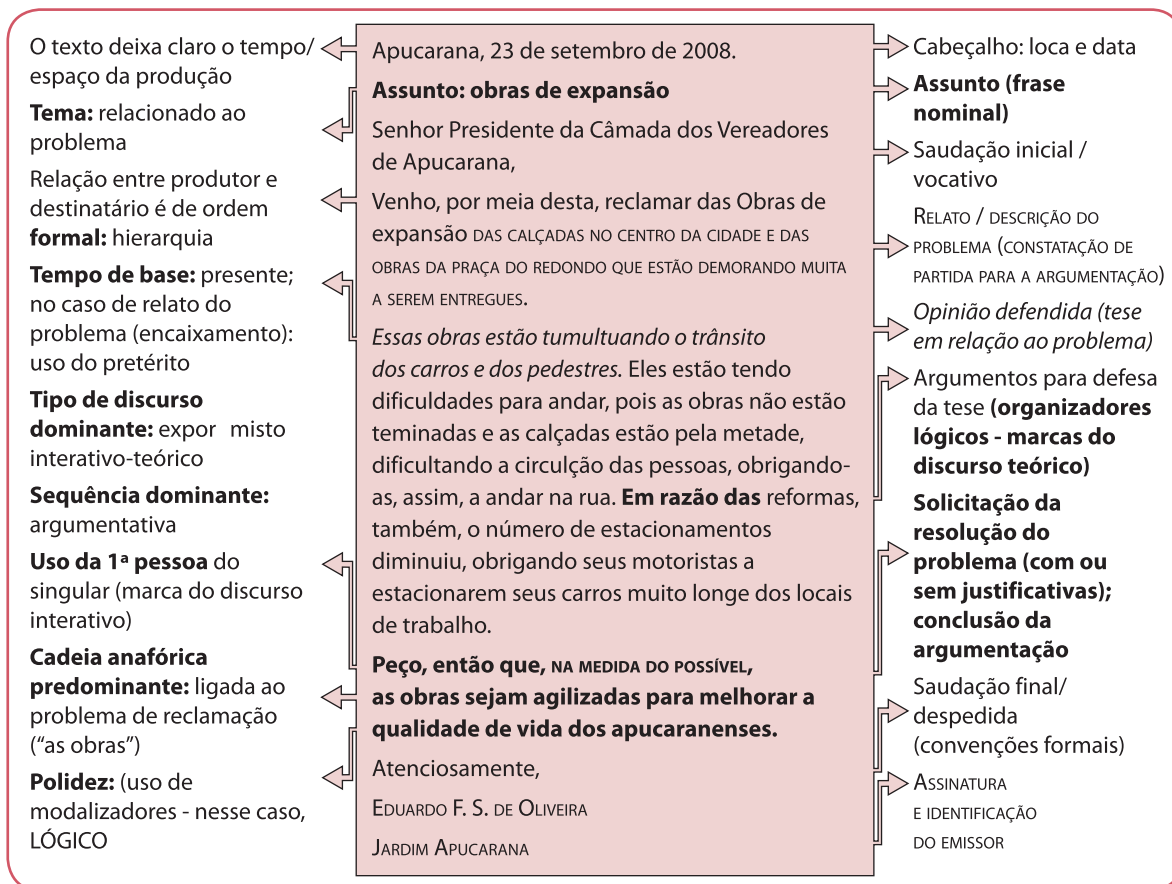 O texto deixa claro o tempo/
espaço da produção
Tema: relacionado ao
problema
Relação entre produtor e
destinatário é de ordem
formal: hierarquia
Tempo de base: presente;
no caso de relato do
problema (encaixamento):
uso do pretérito
Tipo de discurso
dominante: expor misto
interativo-teórico
Sequência dominante:
argumentativa
Uso da 1ª pessoa do
singular (marca do discurso
interativo)
Cadeia anafórica
predominante: ligada ao
problema de reclamação
(“as obras”)
Polidez: (uso de
modalizadores - nesse caso,
LÓGICO
Apucarana, 23 de setembro de 2008.
Assunto: obras de expansão
Senhor Presidente da Câmada dos Vereadores
de Apucarana,
Venho, por meia desta, reclamar das Obras de
expansão DAS CALÇADAS NO CENTRO DA CIDADE E DAS
OBRAS DA PRAÇA DO REDONDO QUE ESTÃO DEMORANDO MUITA
A SEREM ENTREGUES.
Essas obras estão tumultuando o trânsito
dos carros e dos pedestres. Eles estão tendo
dificuldades para andar, pois as obras não estão
teminadas e as calçadas estão pela metade,
dificultando a circulção das pessoas, obrigando-
as, assim, a andar na rua. Em razão das reformas,
também, o número de estacionamentos
diminuiu, obrigando seus motoristas a
estacionarem seus carros muito longe dos locais
de trabalho.
Peço, então que, NA MEDIDA DO POSSÍVEL,
as obras sejam agilizadas para melhorar a
qualidade de vida dos apucaranenses.
Atenciosamente,
EDUARDO F. S. DE OLIVEIRA
JARDIM APUCARANA
Cabeçalho: loca e data
Assunto (frase
nominal)
Saudação inicial /
vocativo
RELATO / DESCRIÇÃO DO
PROBLEMA (CONSTATAÇÃO DE
PARTIDA PARA A ARGUMENTAÇÃO)
Opinião defendida (tese
em relação ao problema)
Argumentos para defesa
da tese (organizadores
lógicos - marcas do
discurso teórico)
Solicitação da
resolução do
problema (com ou
sem justificativas);
conclusão da
argumentação
Saudação final/
despedida
(convenções formais)
ASSINATURA
E IDENTIFICAÇÃO
DO EMISSOR